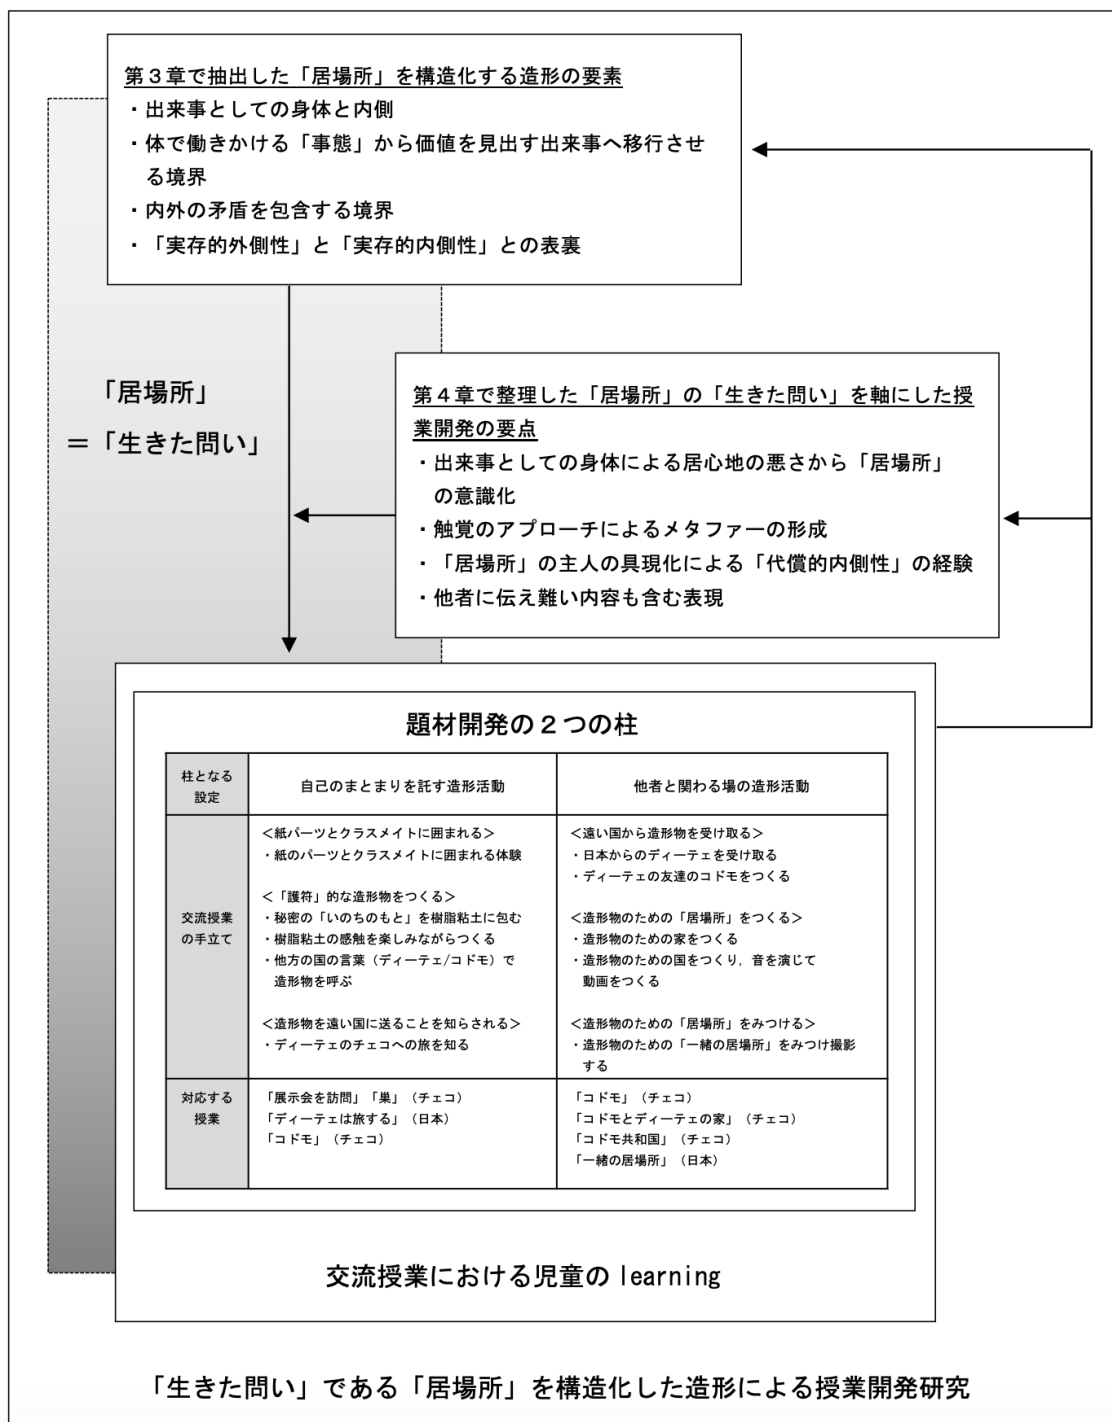 第３章で抽出した「居場所」を構造化する造形の要素
・出来事としての身体と内側
・体で働きかける「事態」から価値を見出す出来事へ移行させ
る境界
・内外の矛盾を包含する境界
・「実存的外側性」と「実存的内側性」との表裏
「居場所」
＝「生きた問い」
第４章で整理した「居場所」の「生きた問い」を軸にした授
業開発の要点
・出来事としての身体による居心地の悪さから「居場所」
の意識化
・触覚のアプローチによるメタファーの形成
・「居場所」の主人の具現化による「代償的内側性」の経験
・他者に伝え難い内容も含む表現
題材開発の２つの柱
柱となる
設定
自己のまとまりを託す造形活動
他者と関わる場の造形活動
交流授業
の手立て
＜紙パーツとクラスメイトに囲まれる＞
・紙のパーツとクラスメイトに囲まれる体験
＜「護符」的な造形物をつくる＞
・秘密の「いのちのもと」を樹脂粘土に包む
・樹脂粘土の感触を楽しみながらつくる
・他方の国の言葉（ディーテェ/コドモ）で
造形物を呼ぶ
＜造形物を遠い国に送ることを知らされる＞
・ディーテェのチェコへの旅を知る
＜遠い国から造形物を受け取る＞
・日本からのディーテェを受け取る
・ディーテェの友達のコドモをつくる
＜造形物のための「居場所」をつくる＞
・造形物のための家をつくる
・造形物のための国をつくり，音を演じて
動画をつくる
＜造形物のための「居場所」をみつける＞
・造形物のための「一緒の居場所」をみつけ撮影
する
対応する
授業
「展示会を訪問」「巣」（チェコ）
「ディーテェは旅する」（日本）
「コドモ」（チェコ）
「コドモ」（チェコ）
「コドモとディーテェの家」（チェコ）
「コドモ共和国」（チェコ）
「一緒の居場所」（日本）
交流授業における児童の learning
「生きた問い」である「居場所」を構造化した造形による授業開発研究